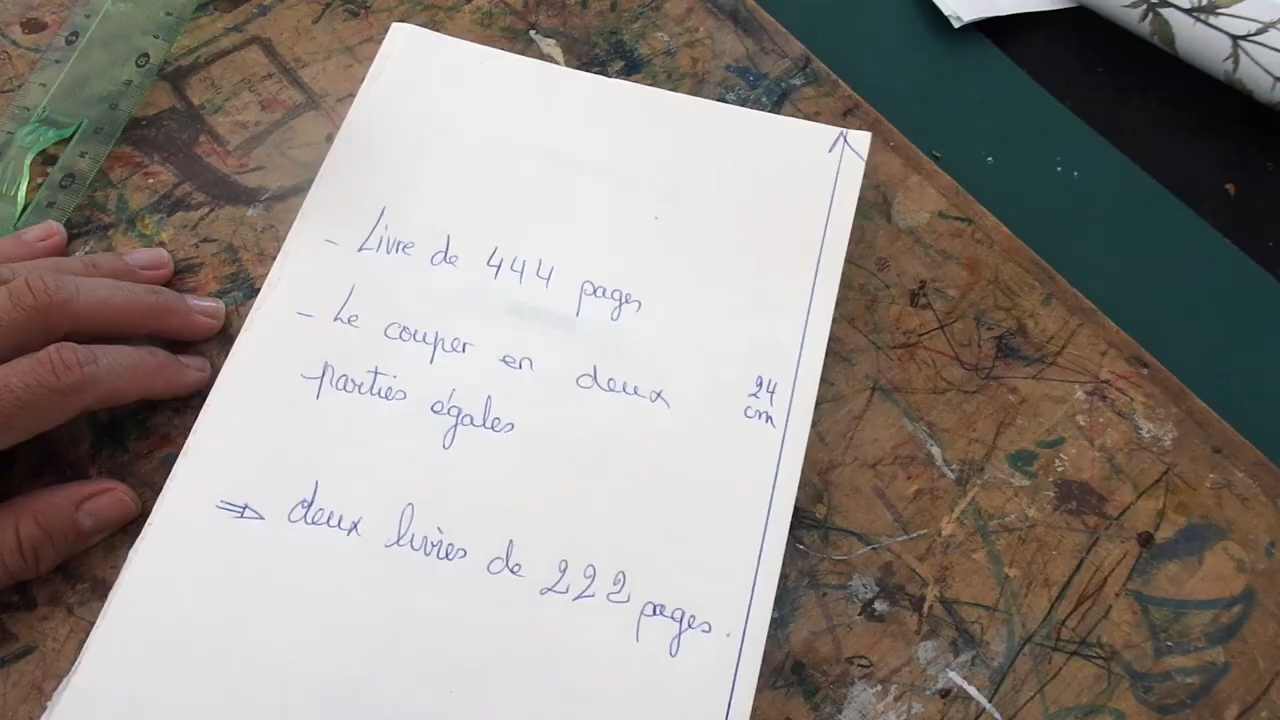 - Livre de 444 pages
- Le couper en deux
parties égales
24
cm
⇒ deux livres de 222 pages.